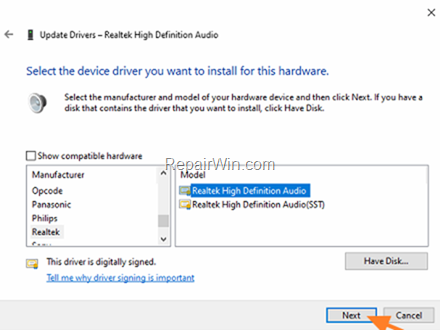 Update Drivers – Realtek High Definition Audio
Select the device driver you want to install for this hardware.
Select the manufacturer and model of your hardware device and then click Next. If you have a
disk that contains the driver that you want to install, click Have Disk.
Show compatible hardware
RepairWin.com
Manufacturer
Opcode
Panasonic
Philips
Realtek
Model
Realtek High Definition Audio
Realtek High Definition Audio(SST)
This driver is digitally signed.
Tell me why driver signing is important
Have Disk...
Next
Cancel